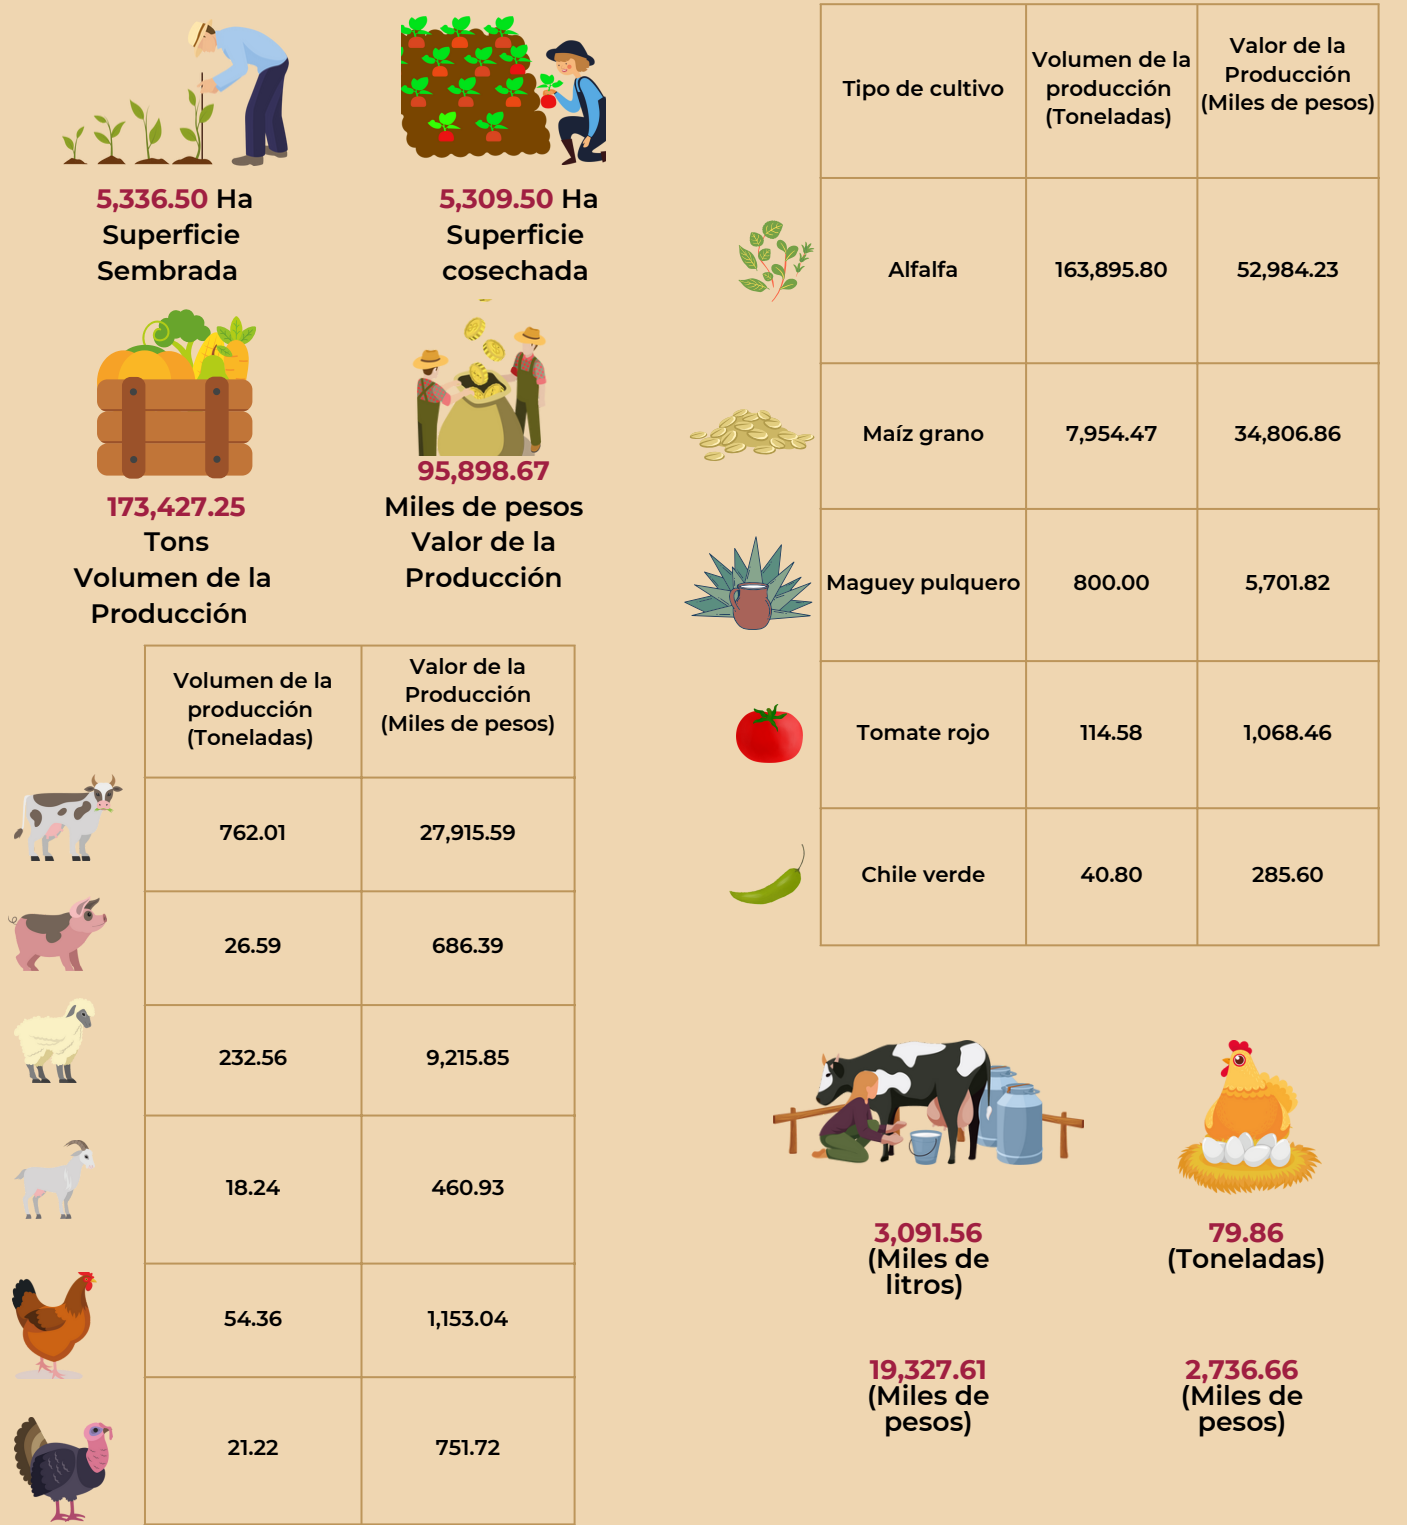 5,336.50 Ha
Superficie
Sembrada
5,309.50 Ha
Superficie
cosechada
173,427.25
Tons
Volumen de la
Producción
95,898.67
Miles de pesos
Valor de la
Producción
Volumen de la
producción
(Toneladas)
Valor de la
Producción
(Miles de pesos)
762.01
27,915.59
26.59
686.39
232.56
9,215.85
18.24
460.93
54.36
1,153.04
21.22
751.72
Tipo de cultivo
Volumen de la
producción
(Toneladas)
Valor de la
Producción
(Miles de pesos)
Alfalfa
163,895.80
52,984.23
Maíz grano
7,954.47
34,806.86
Maguey pulquero
800.00
5,701.82
Tomate rojo
114.58
1,068.46
Chile verde
40.80
285.60
3,091.56
(Miles de
litros)
19,327.61
(Miles de
pesos)
79.86
(Toneladas)
2,736.66
(Miles de
pesos)